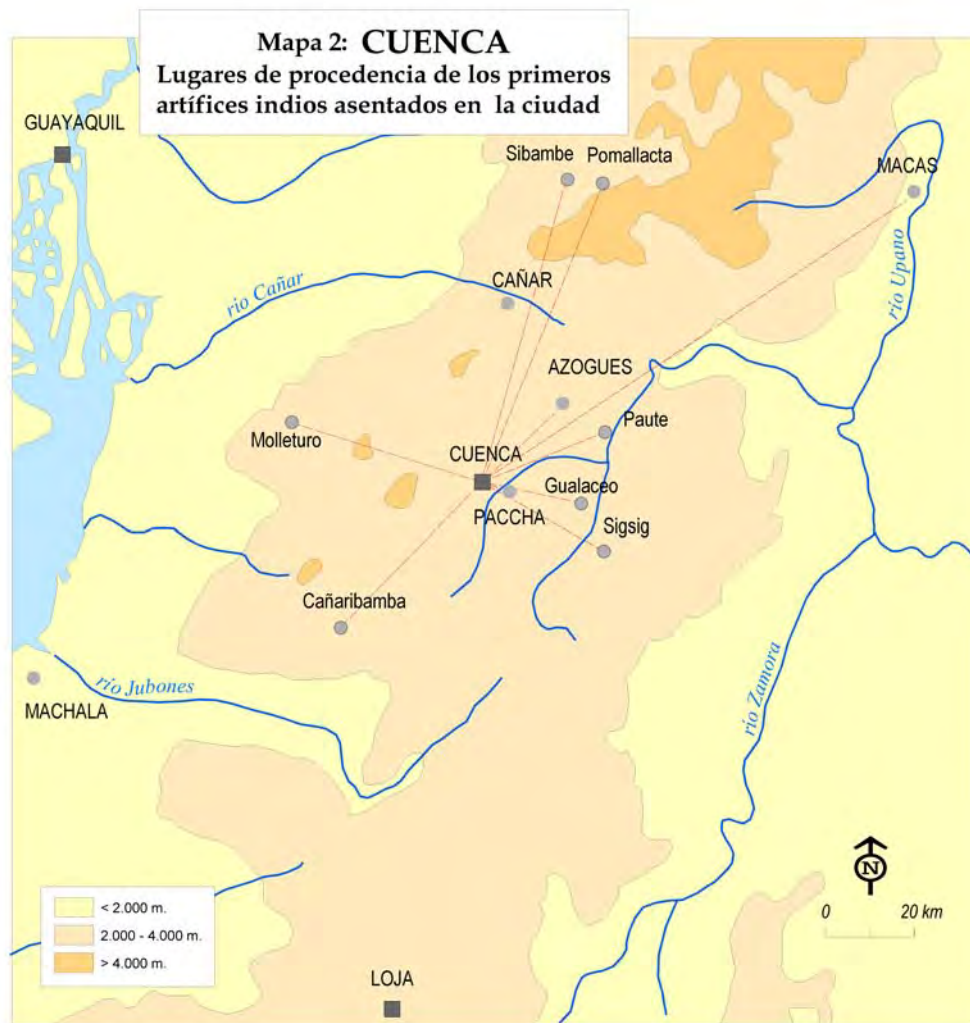 Mapa 2: CUENCA
Lugares de procedencia de los primeros
artífices indios asentados en la ciudad
GUAYAQUIL
Sibambe
Pomallacta
MACAS
río Upano
CAÑAR
río Cañar
AZOGUES
Paute
Molleturo
CUENCA
Gualaceo
PACCHA
Sigsig
Cañaribamba
río Jubones
MACHALA
río Zamora
N
0 20 km
< 2.000 m.
2.000 - 4.000 m.
> 4.000 m.
LOJA